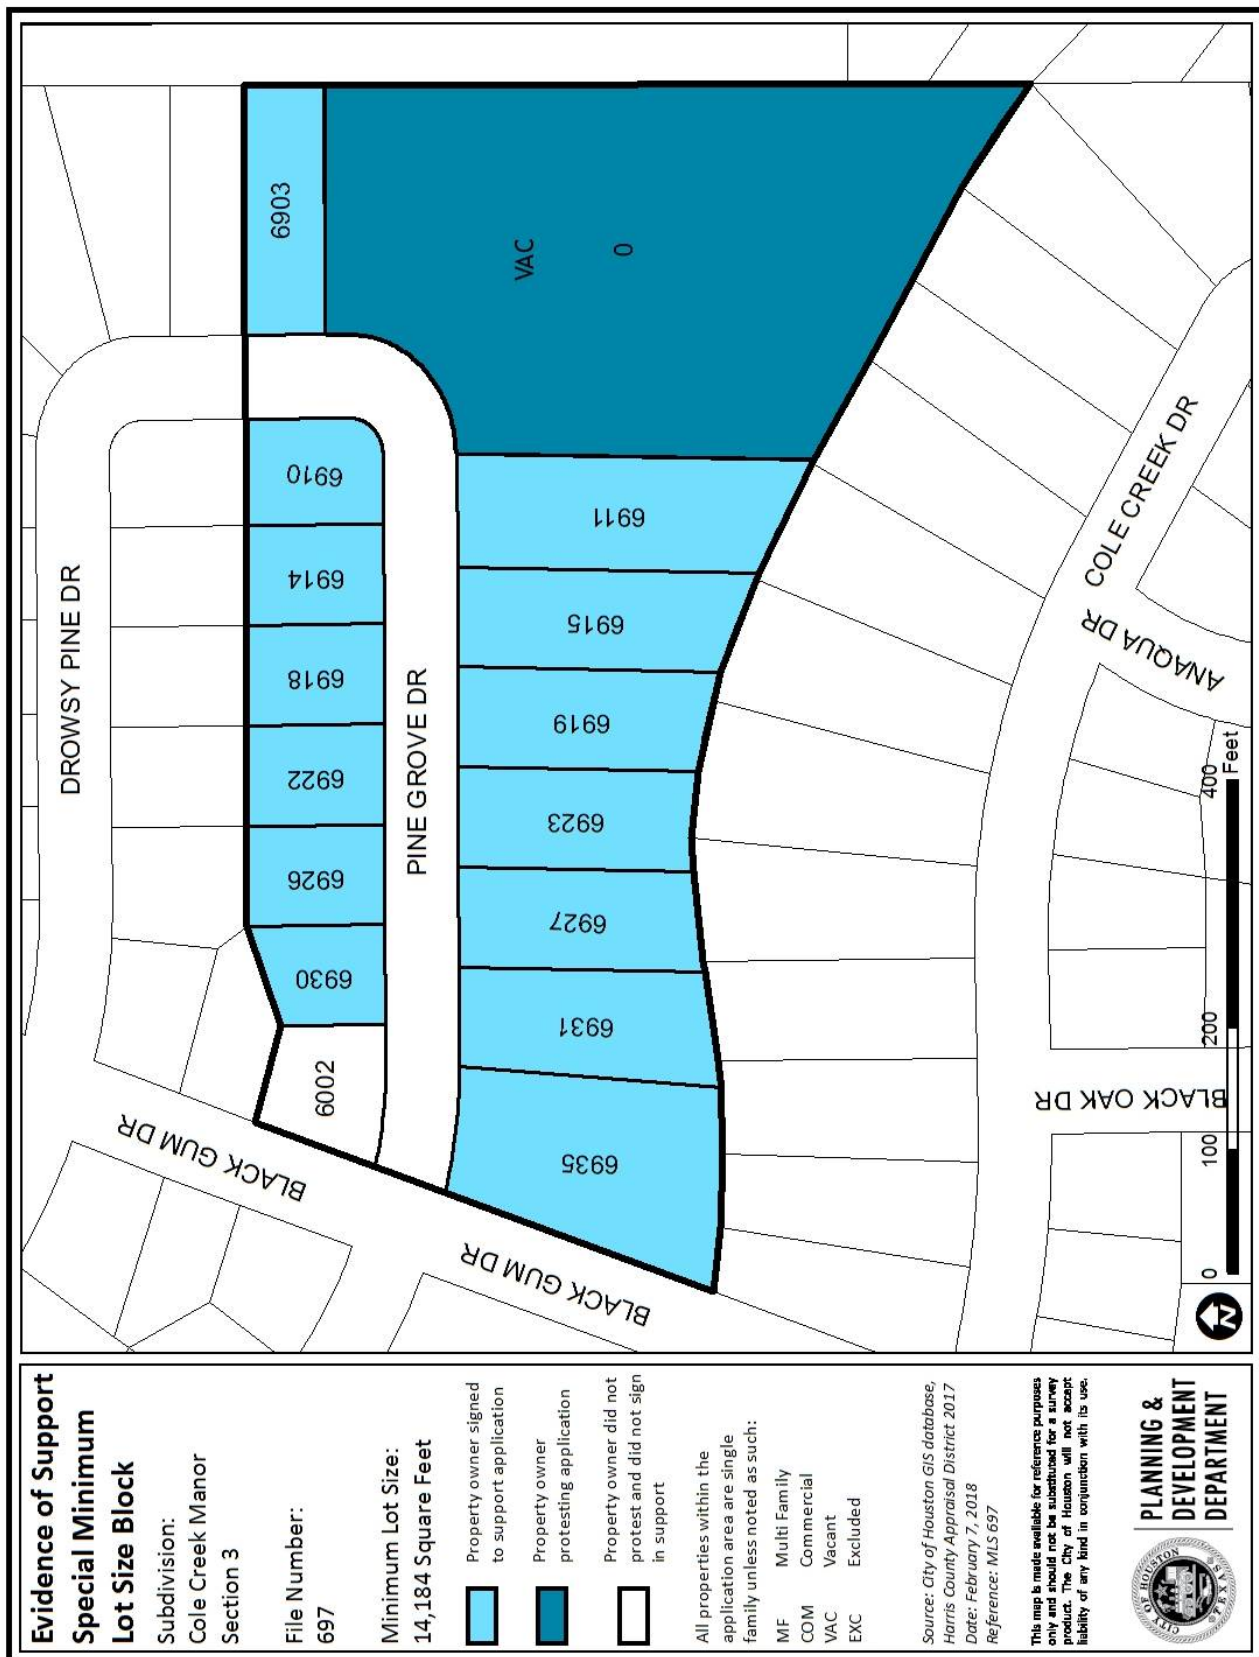 Evidence of Support
Special Minimum
Lot Size Block
Subdivision:
Cole Creek Manor
Section 3
File Number:
697
Minimum Lot Size:
14,184 Square Feet
Property owner signed
to support application
Property owner
protesting application
Property owner did not
protest and did not sign
in support
All properties within the
application area are single
family unless noted as such:
MF Multi Family
COM Commercial
VAC Vacant
EXC Excluded
Source: City of Houston GIS database,
Harris County Appraisal District 2017
Date: February 7, 2018
Reference: MLS 697
This map is made available for reference purposes
only and should not be substituted for a survey
product. The City of Houston will not accept
liability of any kind in conjunction with its use.
CITY OF HOUSTON
TEXAS
PLANNING &
DEVELOPMENT
DEPARTMENT
DROWSY PINE DR
BLACK GUM DR
6002
6930
6926
6922
6918
6914
6910
6903
PINE GROVE DR
VAC
0
BLACK GUM DR
6935
6931
6927
6923
6919
6915
6911
COLE CREEK DR
ANAQUA DR
BLACK OAK DR
N
0
100
200
400
Feet